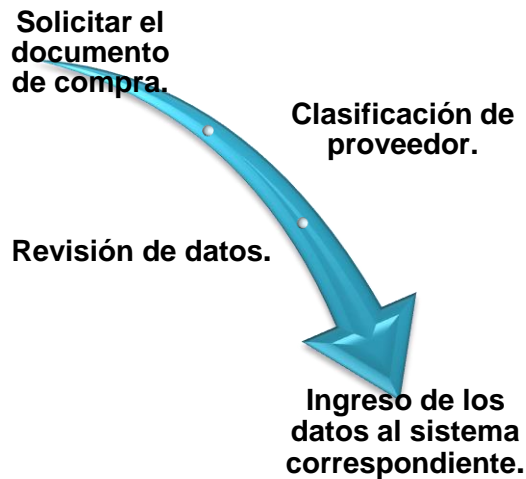 Solicitar el
documento
de compra.
Clasificación de
proveedor.
Revisión de datos.
Ingreso de los
datos al sistema
correspondiente.